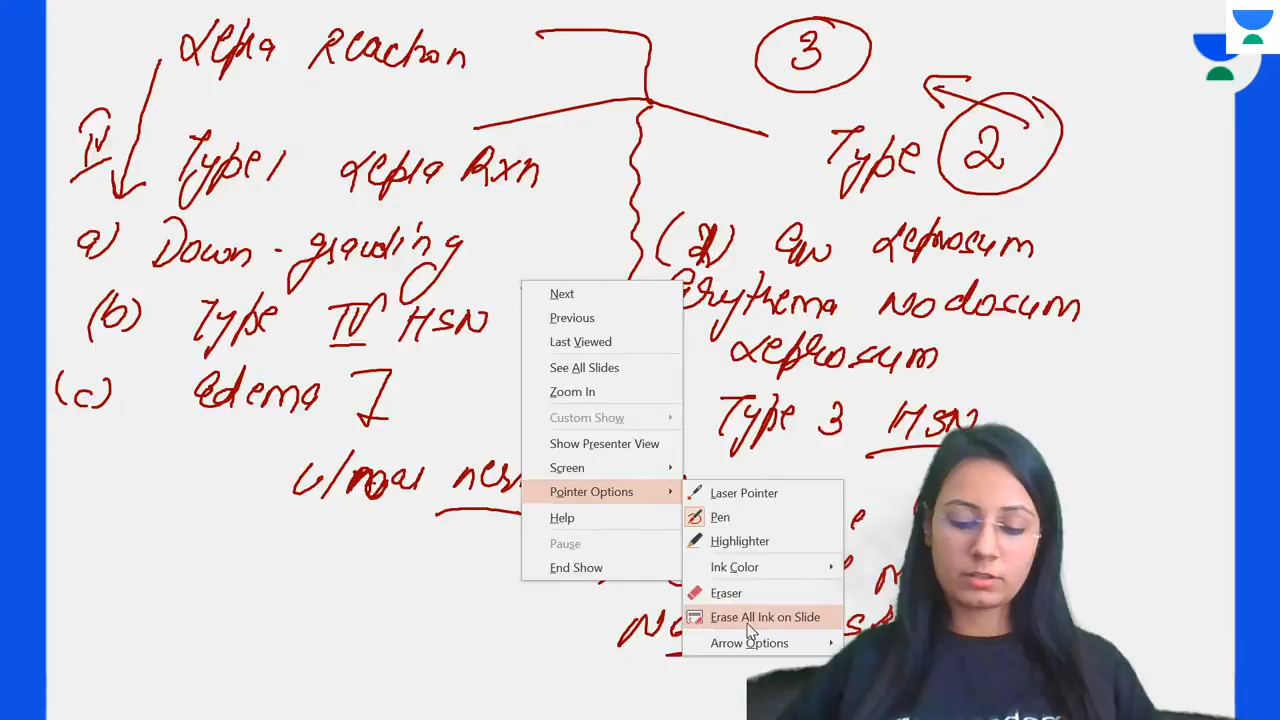 Lepra Reaction
3
IV
Type 1 Lepra Rxn
Type 2
a) Down-grading
(b) Type IV HSN
(c) Edema
Erythema Nodosum
Leprosum
Type 3 HSN
Next
Previous
Last Viewed
See All Slides
Zoom In
Custom Show
Show Presenter View
Screen
Pointer Options
Help
Pause
End Show
Laser Pointer
Pen
Highlighter
Ink Color
Eraser
Erase All Ink on Slide
Arrow Options